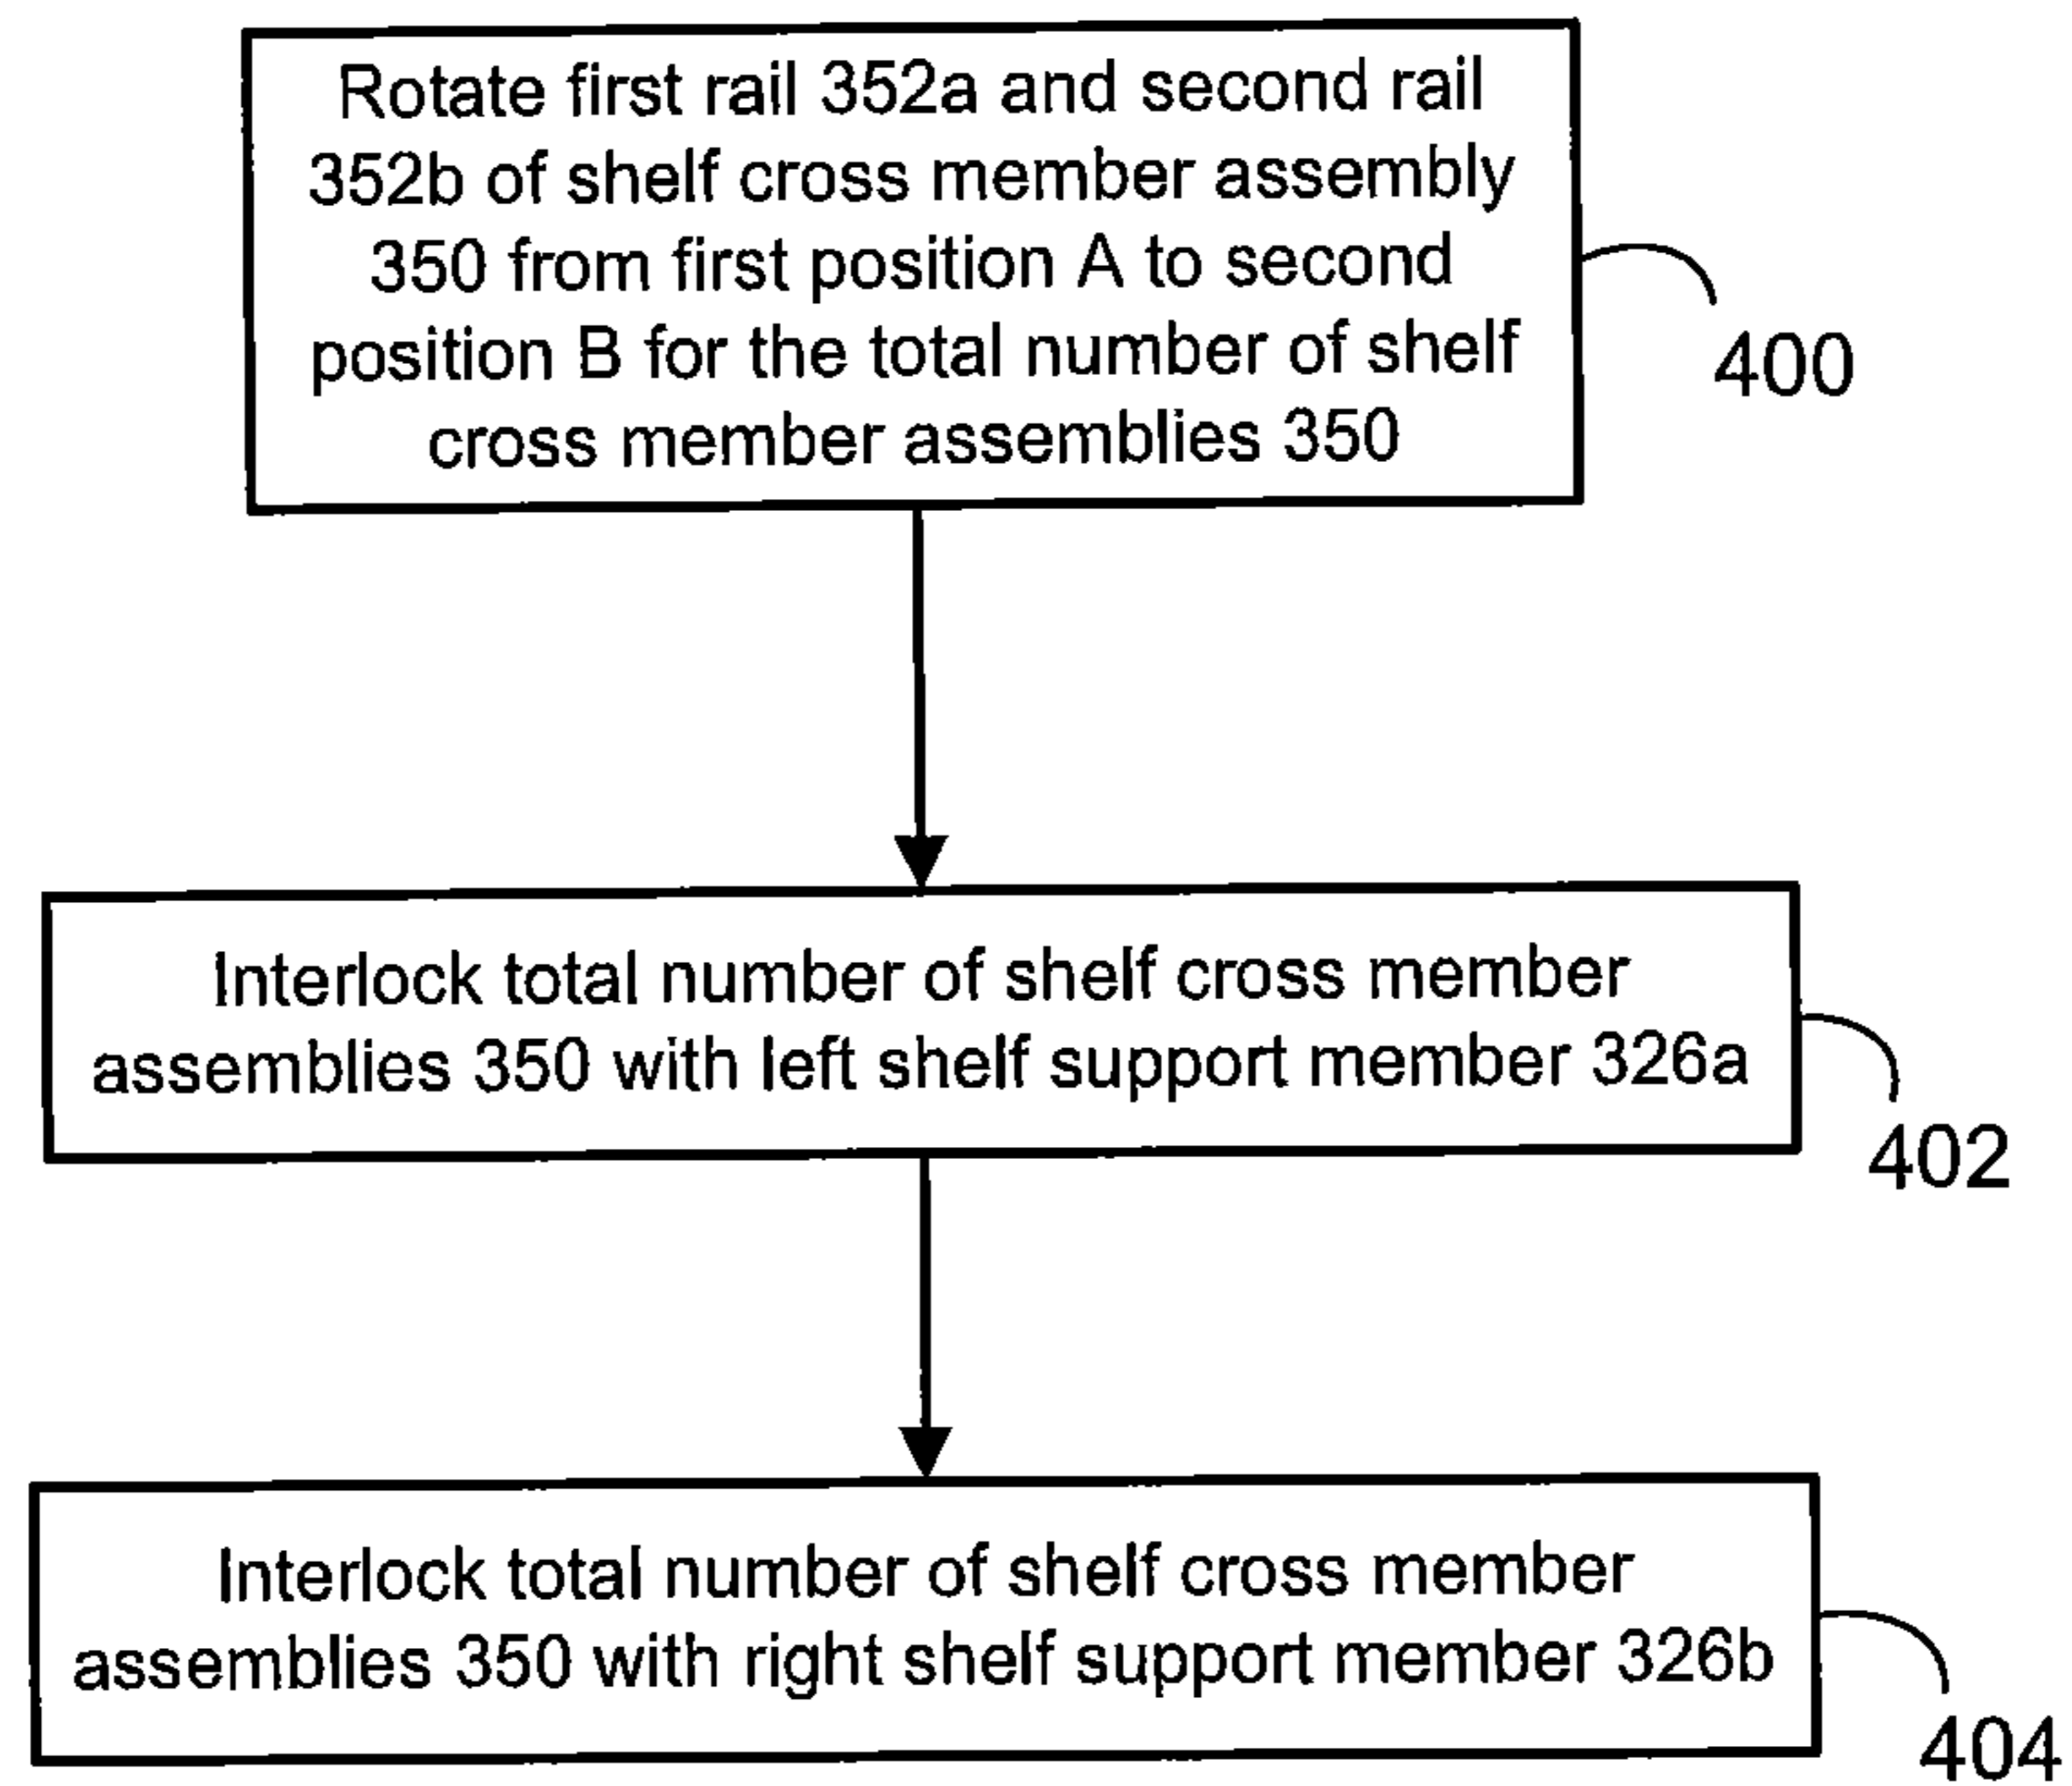 Rotate first rail 352a and second rail
352b of shelf cross member assembly
350 from first position A to second
position B for the total number of shelf
cross member assemblies 350
400
Interlock total number of shelf cross member
assemblies 350 with left shelf support member 326a
402
Interlock total number of shelf cross member
assemblies 350 with right shelf support member 326b
404